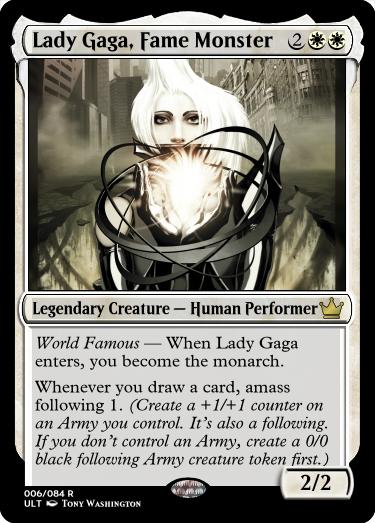 Lady Gaga, Fame Monster 2
Legendary Creature — Human Performer
World Famous — When Lady Gaga
enters, you become the monarch.
Whenever you draw a card, amass
following 1. (Create a +1/+1 counter on
an Army you control. It's also a following.
If you don't control an Army, create a 0/0
black following Army creature token first.)
2/2
006/084 R
ULT Tony Washington